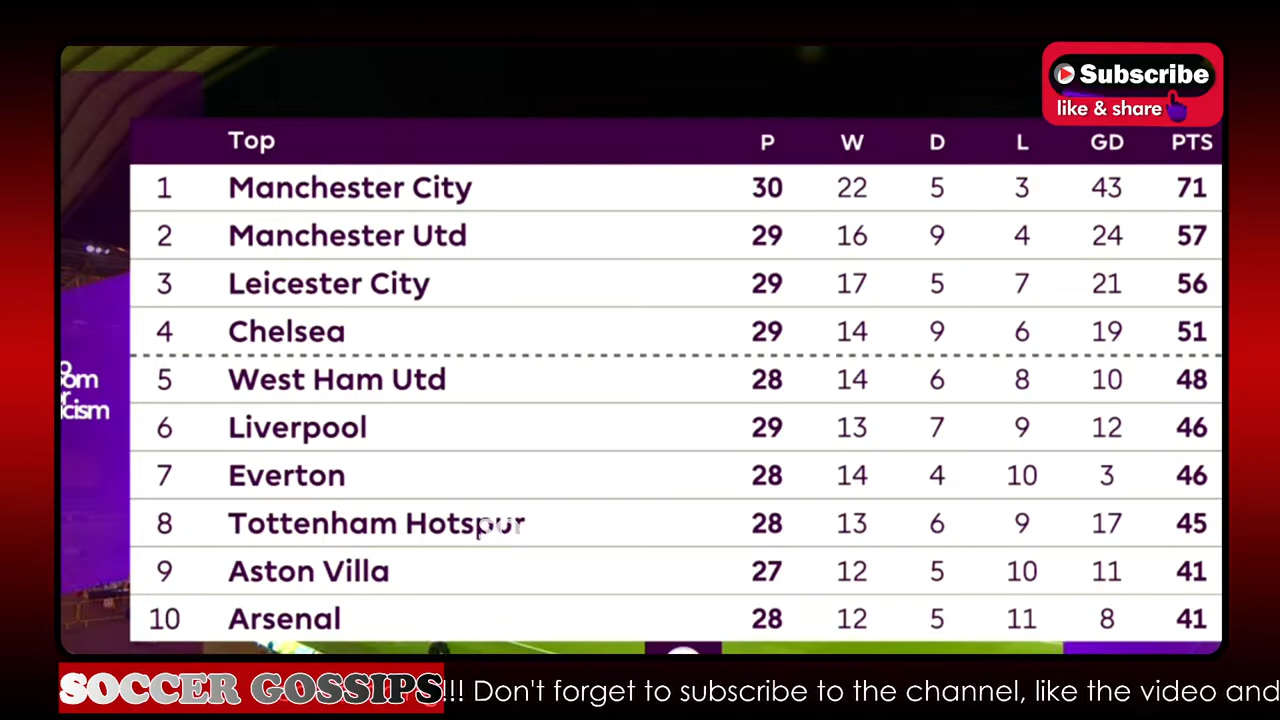 Subscribe
like & share
Top P W D L GD PTS
1 Manchester City 30 22 5 3 43 71
2 Manchester Utd 29 16 9 4 24 57
3 Leicester City 29 17 5 7 21 56
4 Chelsea 29 14 9 6 19 51
5 West Ham Utd 28 14 6 8 10 48
6 Liverpool 29 13 7 9 12 46
7 Everton 28 14 4 10 3 46
8 Tottenham Hotspur 28 13 6 9 17 45
9 Aston Villa 27 12 5 10 11 41
10 Arsenal 28 12 5 11 8 41
SOCCER GOSSIPS !!! Don't forget to subscribe to the channel, like the video and